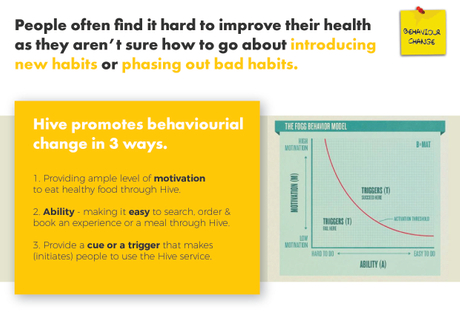 People often find it hard to improve their health
as they aren't sure how to go about introducing
new habits or phasing out bad habits.
BEHAVIOUR
CHANGE
Hive promotes behaviourial
change in 3 ways.
1. Providing ample level of motivation
to eat healthy food through Hive.
2. Ability - making it easy to search, order &
book an experience or a meal through Hive.
3. Provide a cue or a trigger that makes
(initiates) people to use the Hive service.
THE FOGG BEHAVIOR MODEL
HIGH
MOTIVATION
B=MAT
MOTIVATION (M)
TRIGGERS (T)
SUCCEED HERE
TRIGGERS (T)
FAIL HERE
ACTIVATION THRESHOLD
LOW
MOTIVATION
HARD TO DO
EASY TO DO
ABILITY (A)